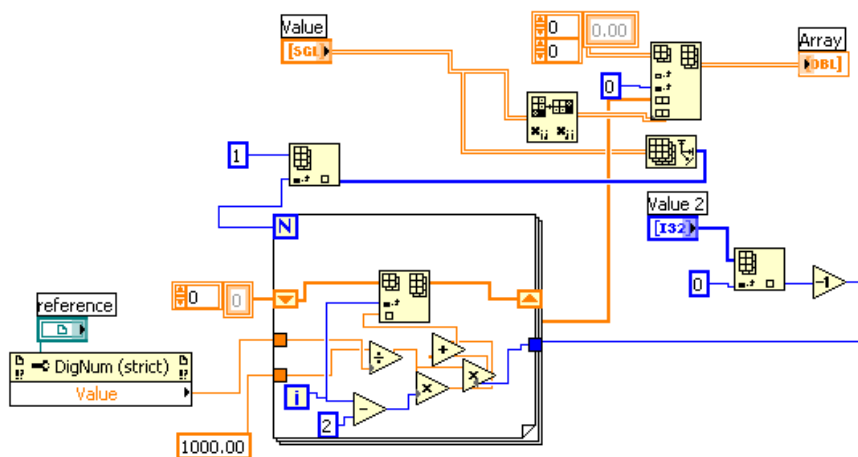 Value
[SGL]
0
0
0.00
Array
DBL]
0
1
Value 2
[I32]
N
0
-1
0
0
reference
DigNum (strict)
Value
÷
+
x
x
i
-
2
1000.00